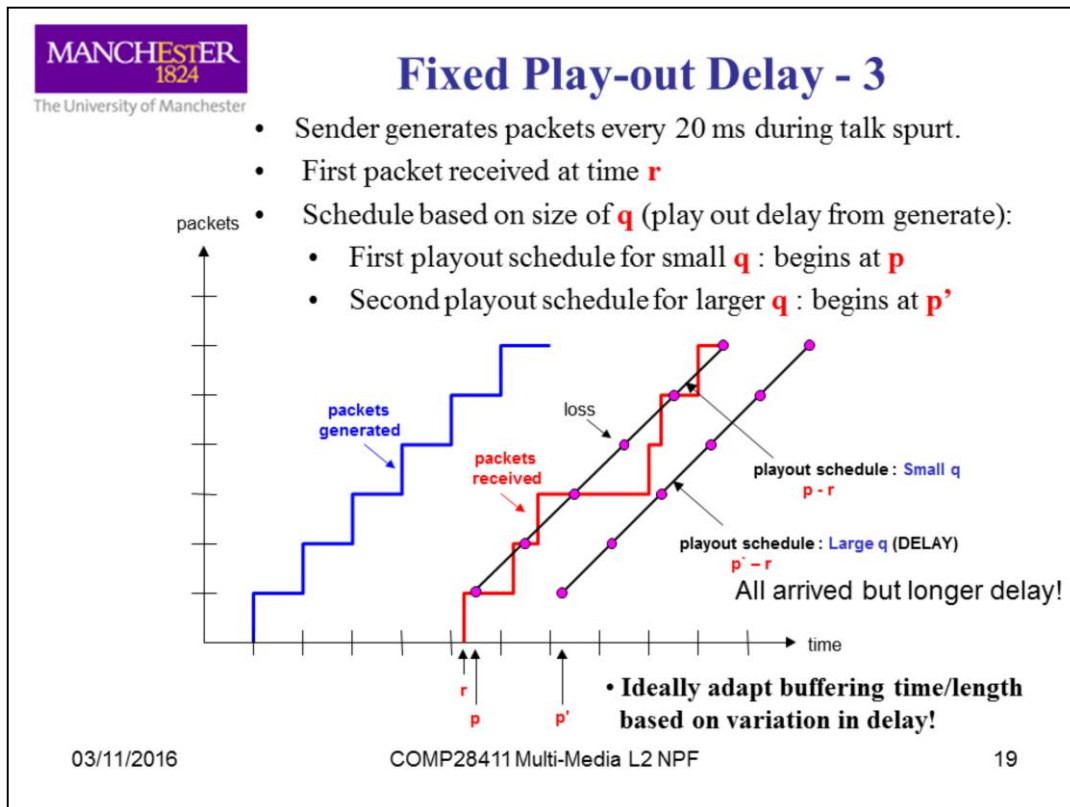 MANCHESTER
1824
The University of Manchester
Fixed Play-out Delay - 3
• Sender generates packets every 20 ms during talk spurt.
• First packet received at time r
• Schedule based on size of q (play out delay from generate):
• First playout schedule for small q : begins at p
• Second playout schedule for larger q : begins at p’
packets
packets
generated
loss
packets
received
playout schedule : Small q
p - r
playout schedule : Large q (DELAY)
p` – r
All arrived but longer delay!
time
r
p
p'
• Ideally adapt buffering time/length
based on variation in delay!
03/11/2016
COMP28411 Multi-Media L2 NPF
19